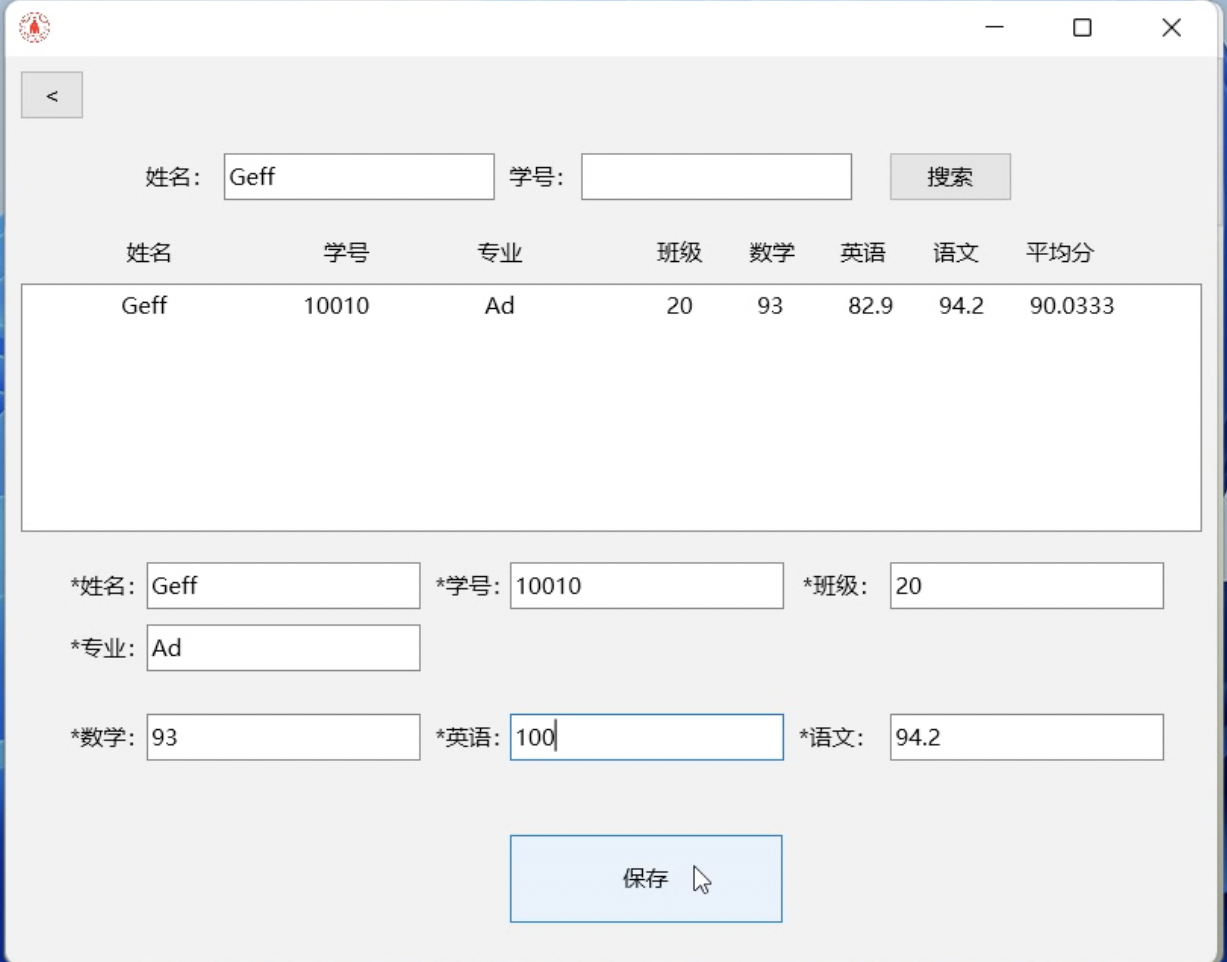 <
姓名： Geff 学号： 搜索
姓名 学号 专业 班级 数学 英语 语文 平均分
Geff 10010 Ad 20 93 82.9 94.2 90.0333
*姓名： Geff *学号： 10010 *班级： 20
*专业： Ad
*数学： 93 *英语： 100 *语文： 94.2
保存